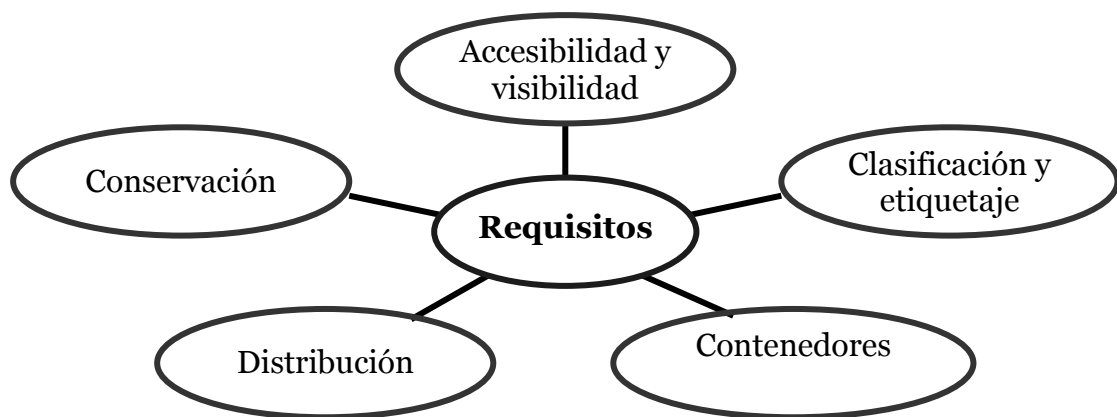 Accesibilidad y
visibilidad
Conservación
Clasificación y
etiquetaje
Requisitos
Distribución
Contenedores